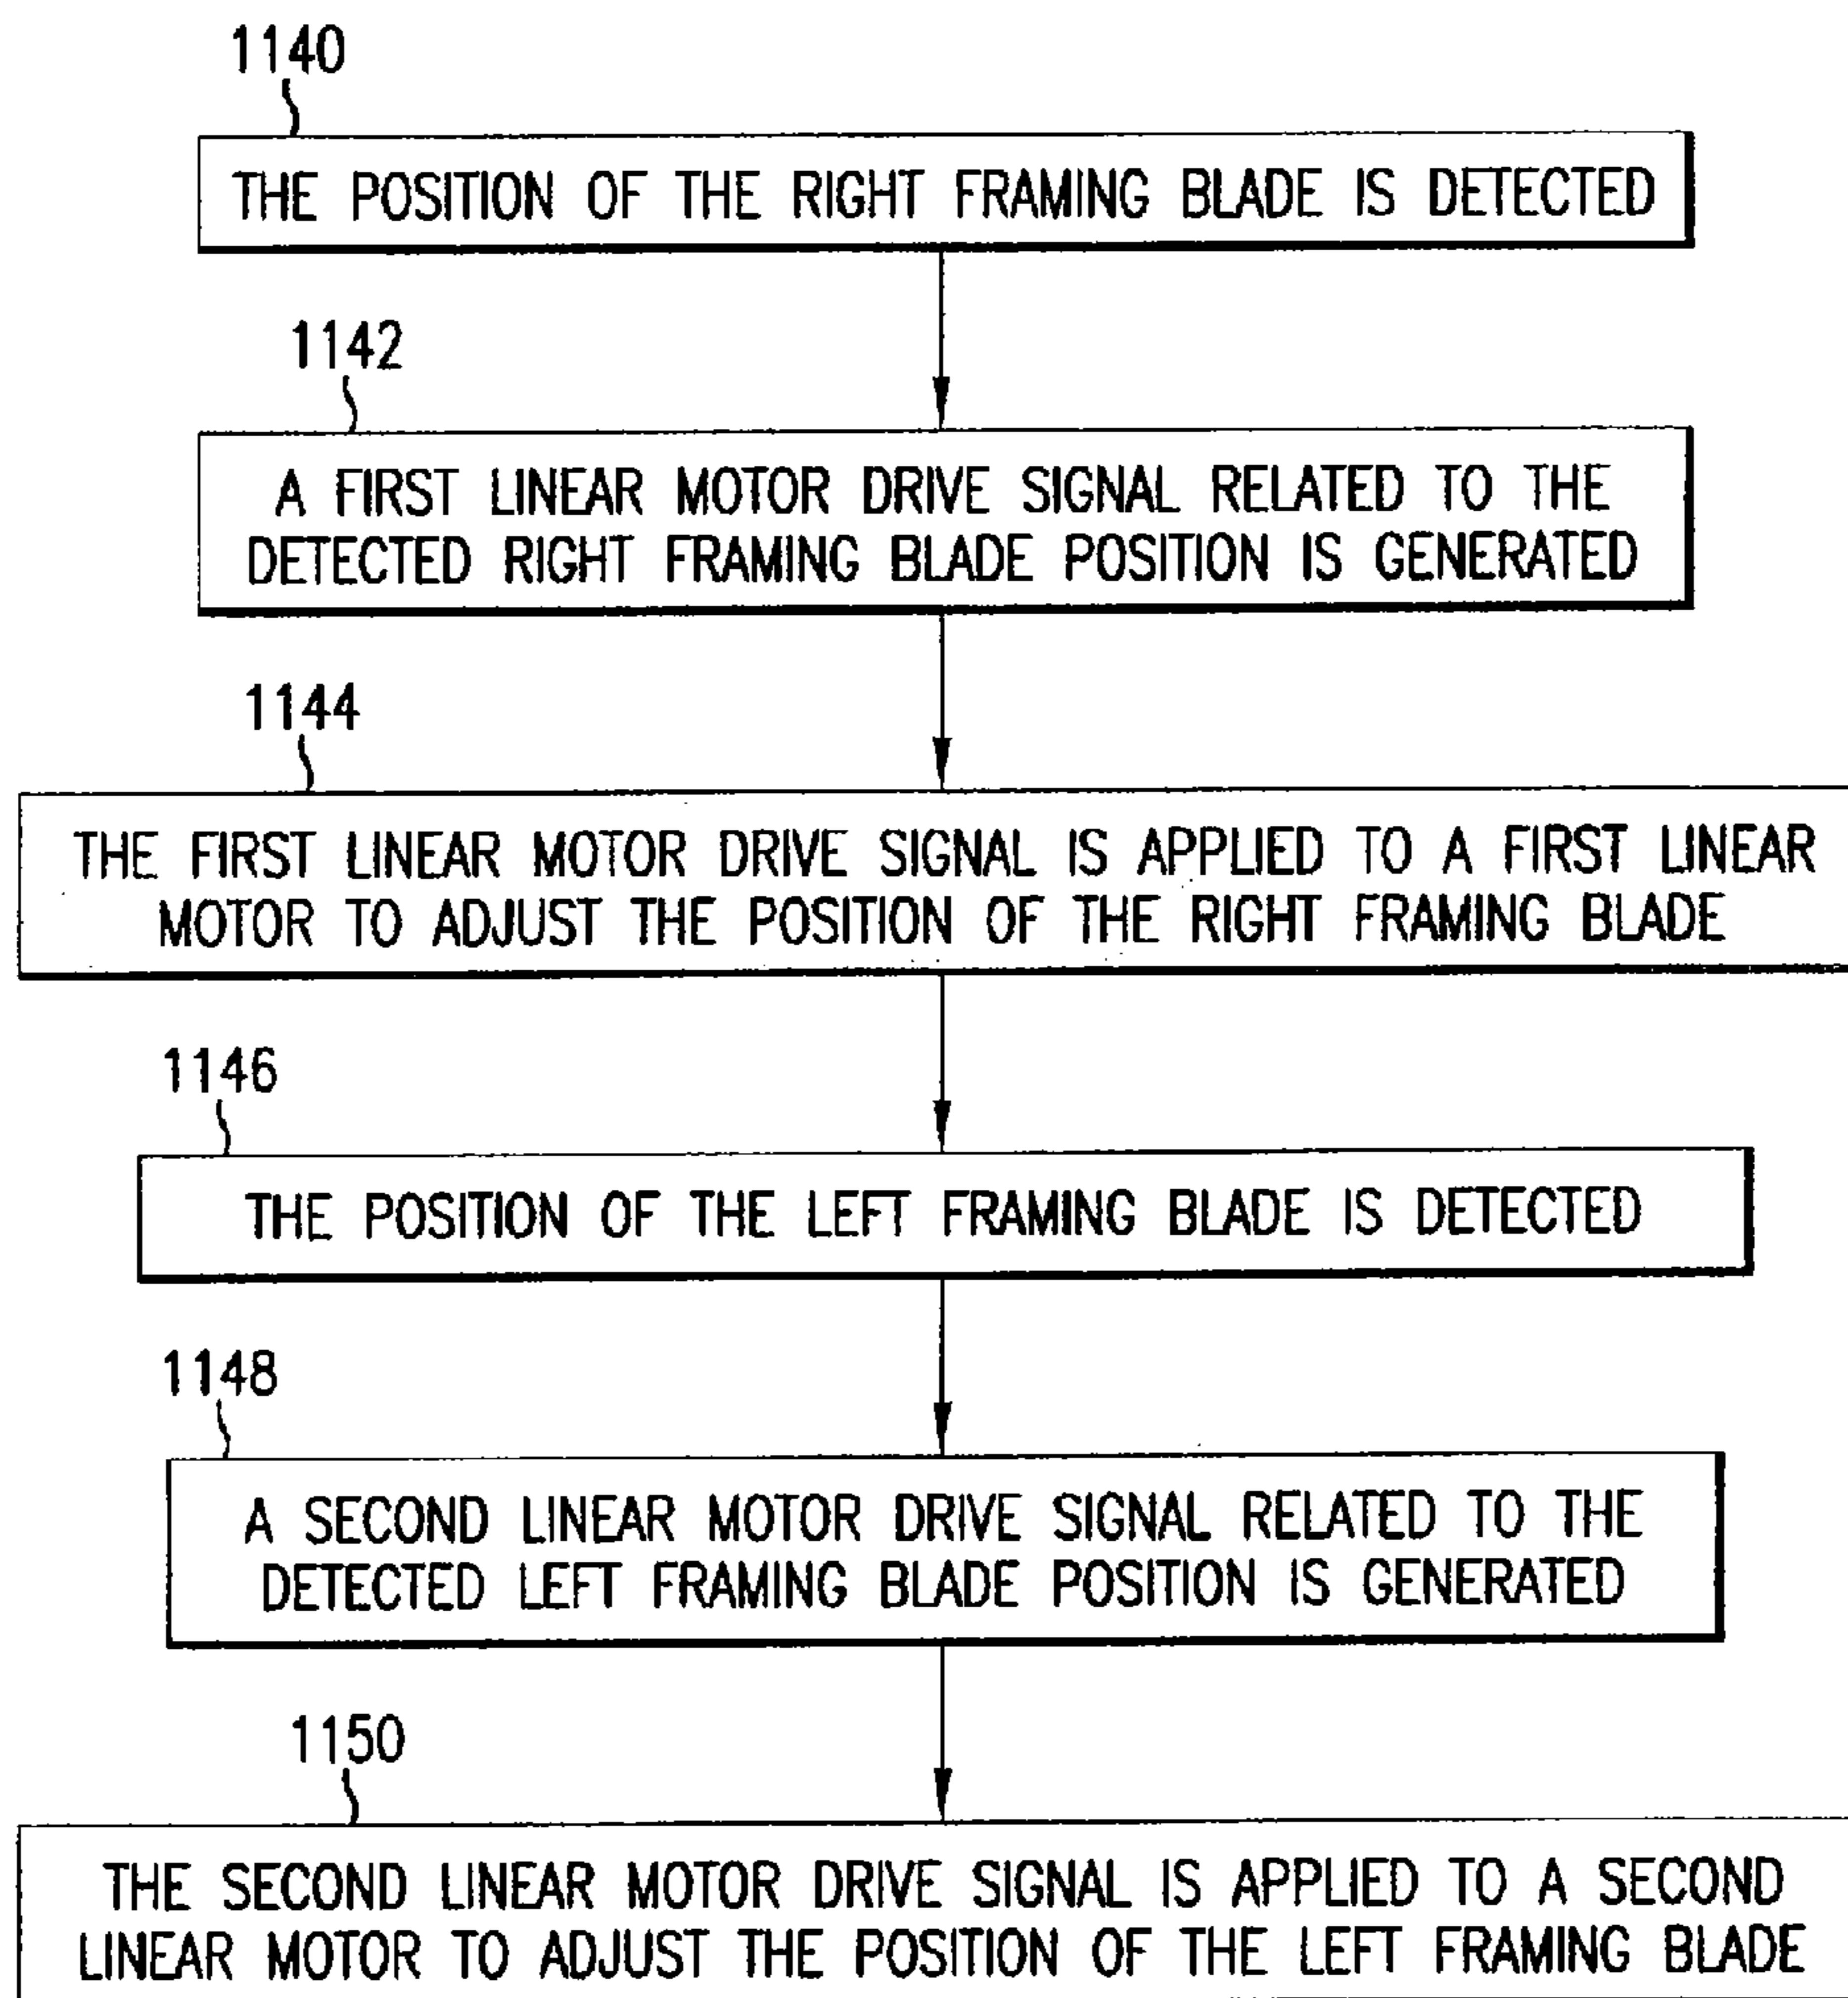 1140
THE POSITION OF THE RIGHT FRAMING BLADE IS DETECTED
1142
A FIRST LINEAR MOTOR DRIVE SIGNAL RELATED TO THE
DETECTED RIGHT FRAMING BLADE POSITION IS GENERATED
1144
THE FIRST LINEAR MOTOR DRIVE SIGNAL IS APPLIED TO A FIRST LINEAR
MOTOR TO ADJUST THE POSITION OF THE RIGHT FRAMING BLADE
1146
THE POSITION OF THE LEFT FRAMING BLADE IS DETECTED
1148
A SECOND LINEAR MOTOR DRIVE SIGNAL RELATED TO THE
DETECTED LEFT FRAMING BLADE POSITION IS GENERATED
1150
THE SECOND LINEAR MOTOR DRIVE SIGNAL IS APPLIED TO A SECOND
LINEAR MOTOR TO ADJUST THE POSITION OF THE LEFT FRAMING BLADE